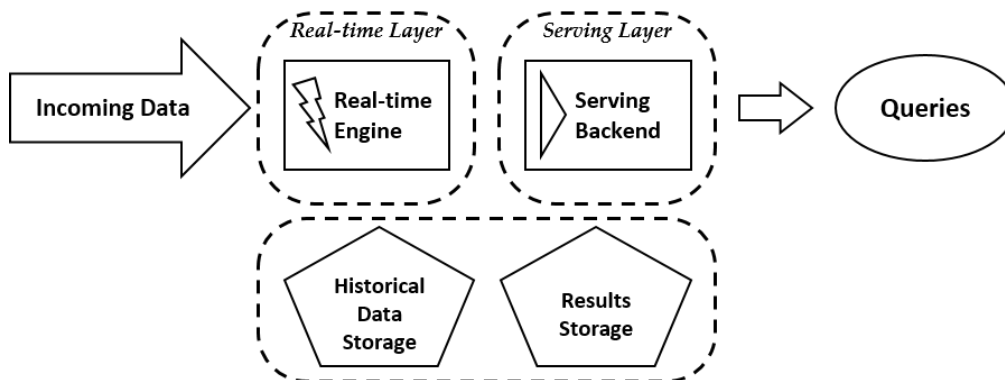 Real-time Layer
Serving Layer
Incoming Data
Real-time
Engine
Serving
Backend
Queries
Historical
Data
Storage
Results
Storage